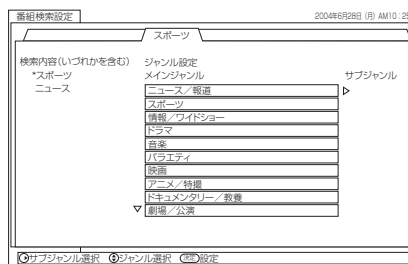 番組検索設定 2004年6月28日 (月) AM10 : 25
スポーツ
検索内容(いづれかを含む) ジャンル設定
*スポーツ メインジャンル サブジャンル
ニュース ニュース／報道
スポーツ
情報／ワイドショー
ドラマ
音楽
バラエティ
映画
アニメ／特撮
ドキュメンタリー／教養
劇場／公演
サブジャンル選択 ジャンル選択 決定 設定